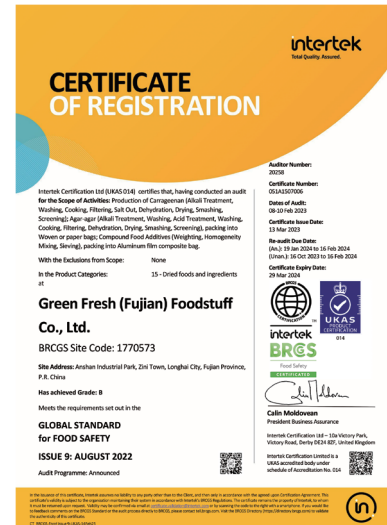 intertek
Total Quality. Assured.
CERTIFICATE
OF REGISTRATION
Intertek Certification Ltd (UKAS 014) certifies that, having conducted an audit
for the Scope of Activities: Production of Carrageenan (Alkali Treatment,
Washing, Cooking, Filtering, Salt Out, Dehydration, Drying, Smashing,
Screening); Agar-agar (Alkali Treatment, Washing, Acid Treatment, Washing,
Cooking, Filtering, Dehydration, Drying, Smashing, Screening), packing into
Woven or paper bags; Compound Food Additives (Weighting, Homogeneity
Mixing, Sieving), packing into Aluminum film composite bag.
With the Exclusions from Scope: None
In the Product Categories: 15 - Dried foods and ingredients
at
Green Fresh (Fujian) Foodstuff
Co., Ltd.
BRCGS Site Code: 1770573
Site Address: Anshan Industrial Park, Zini Town, Longhai City, Fujian Province,
P.R. China
Has achieved Grade: B
Meets the requirements set out in the
GLOBAL STANDARD
for FOOD SAFETY
ISSUE 9: AUGUST 2022
Audit Programme: Announced
Auditor Number:
20258
Certificate Number:
051A1507006
Dates of Audit:
08-10 Feb 2023
Certificate Issue Date:
13 Mar 2023
Re-audit Due Date:
(An.): 19 Jan 2024 to 16 Feb 2024
(Unan.): 16 Oct 2023 to 16 Feb 2024
Certificate Expiry Date:
29 Mar 2024
intertek
UKAS
PRODUCT
CERTIFICATION
014
BRCGS
Food Safety
CERTIFICATED
Calin Moldovean
President Business Assurance
Intertek Certification Ltd – 10a Victory Park,
Victory Road, Derby DE24 8ZF, United Kingdom
Intertek Certification Limited is a
UKAS accredited body under
schedule of Accreditation No. 014
in